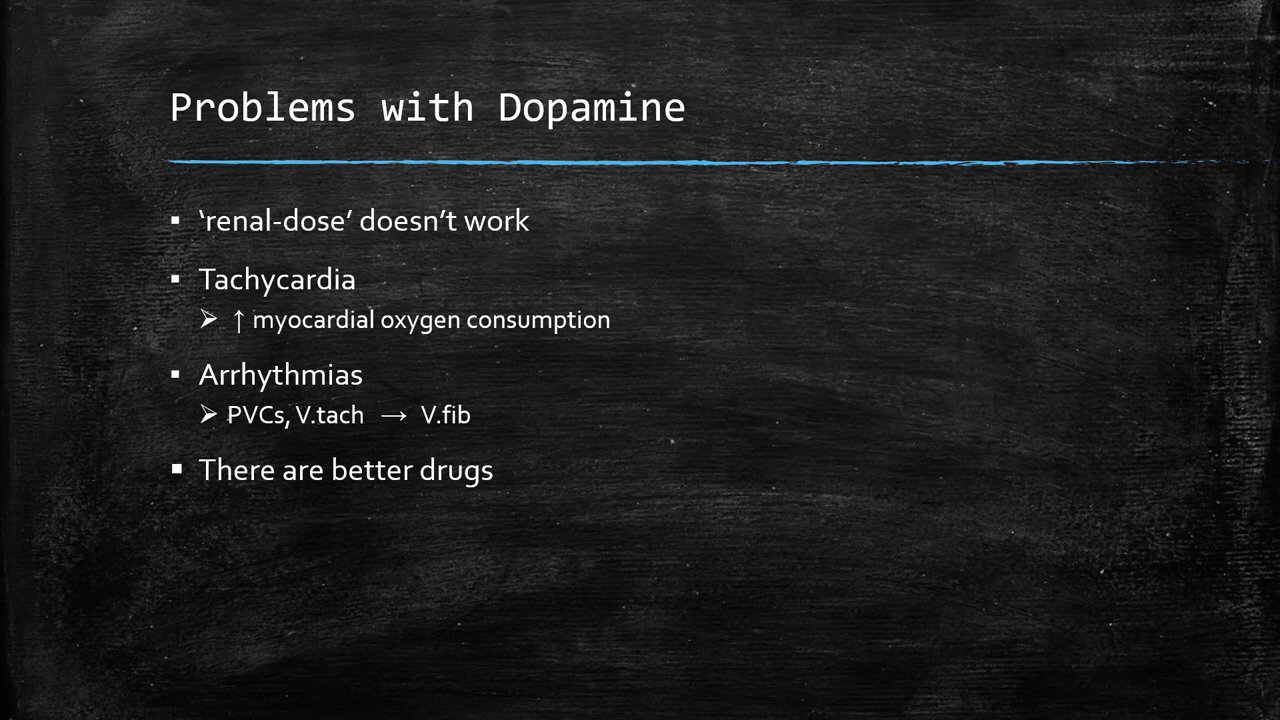 Problems with Dopamine
▪ ‘renal-dose’ doesn’t work
▪ Tachycardia
➢ ↑ myocardial oxygen consumption
▪ Arrhythmias
➢ PVCs, V.tach → V.fib
▪ There are better drugs